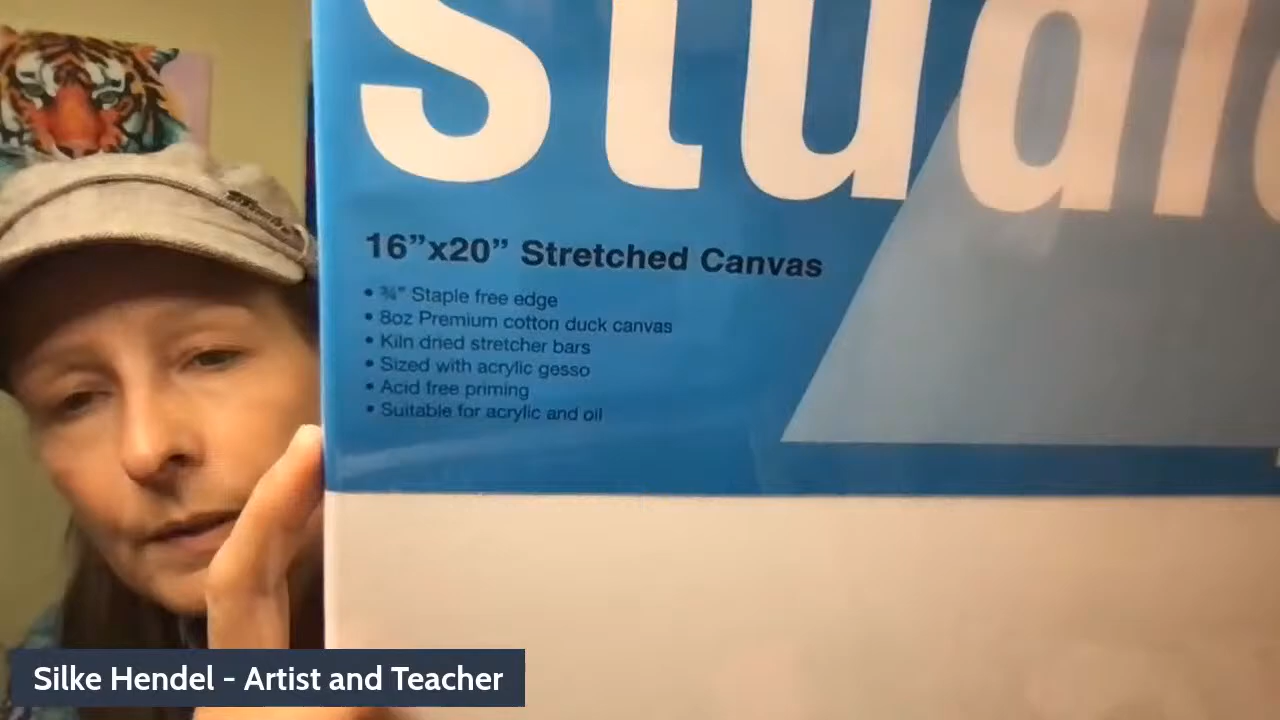 Studio
16”x20” Stretched Canvas
• ¾” Staple free edge
• 8oz Premium cotton duck canvas
• Kiln dried stretcher bars
• Sized with acrylic gesso
• Acid free priming
• Suitable for acrylic and oil
Silke Hendel - Artist and Teacher